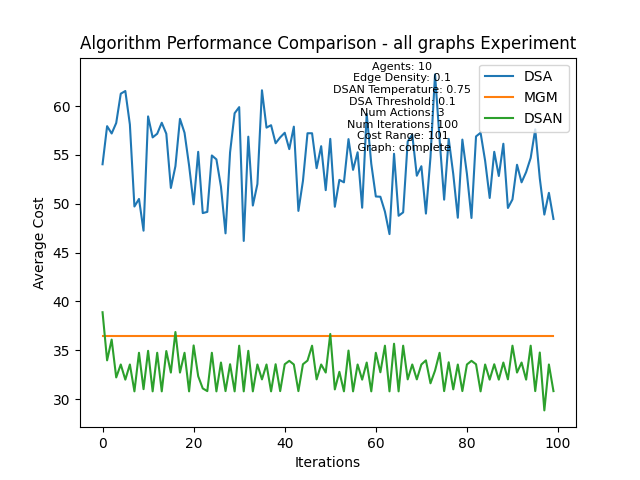 Algorithm Performance Comparison - all graphs Experiment
Agents: 10
Edge Density: 0.1
DSAN Temperature: 0.75
DSA Threshold: 0.1
Num Actions: 3
Num Iterations: 100
Cost Range: 101
Graph: complete
DSA
MGM
DSAN
Average Cost
60
55
50
45
40
35
30
0 20 40 60 80 100
Iterations